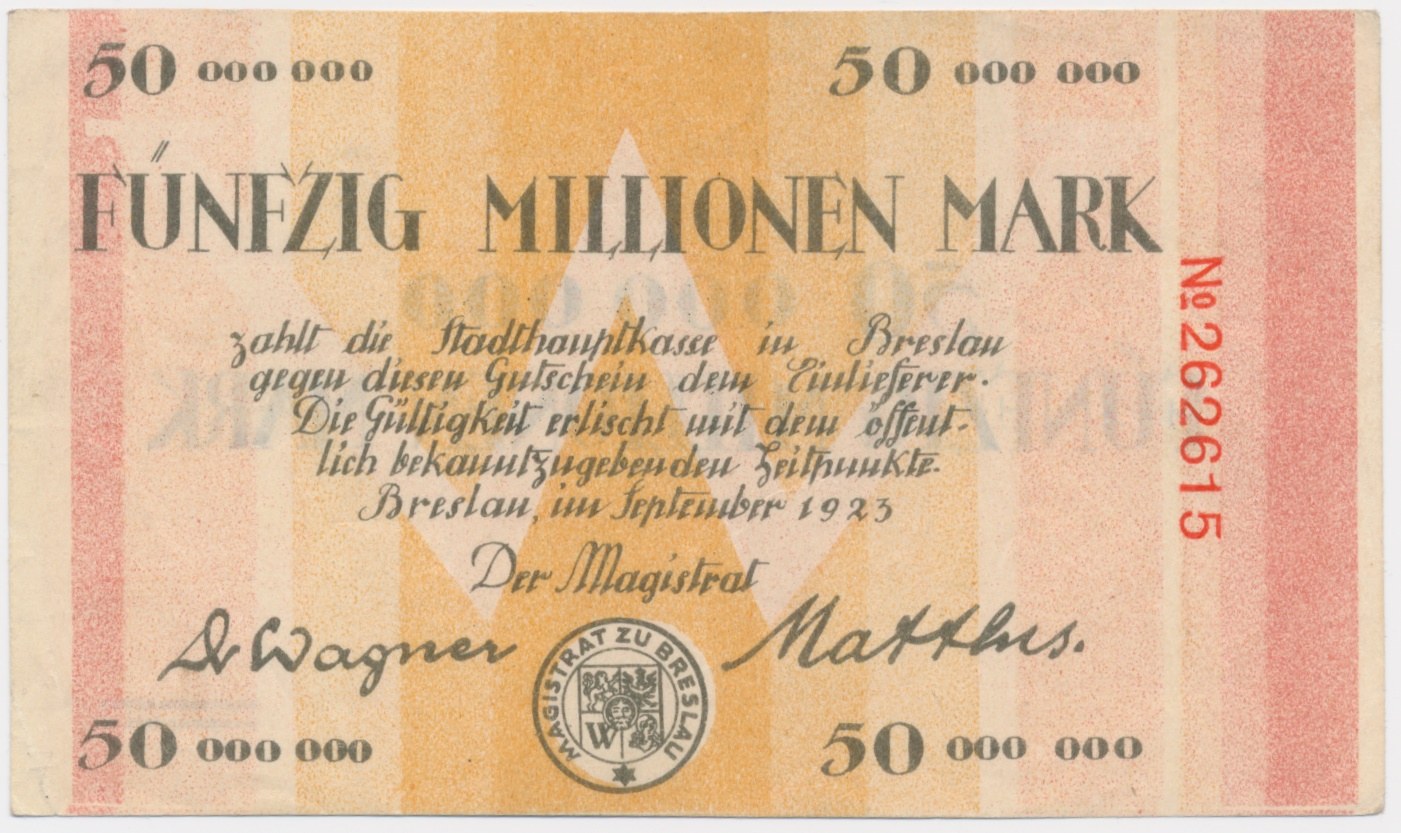 50 000 000 50 000 000
FÜNFZIG MILLIONEN MARK
zahlt die Stadthauptkasse in Breslau
gegen diesen Gutschein dem Einlieferer.
Die Gültigkeit erlischt mit dem öffent-
lich bekanntzugebenden Zeitpunkte.
Breslau, im September 1923
Der Magistrat
Dr Wagner Matthus.
MAGISTRAT ZU BRESLAU
W
50 000 000 50 000 000
№ 262615